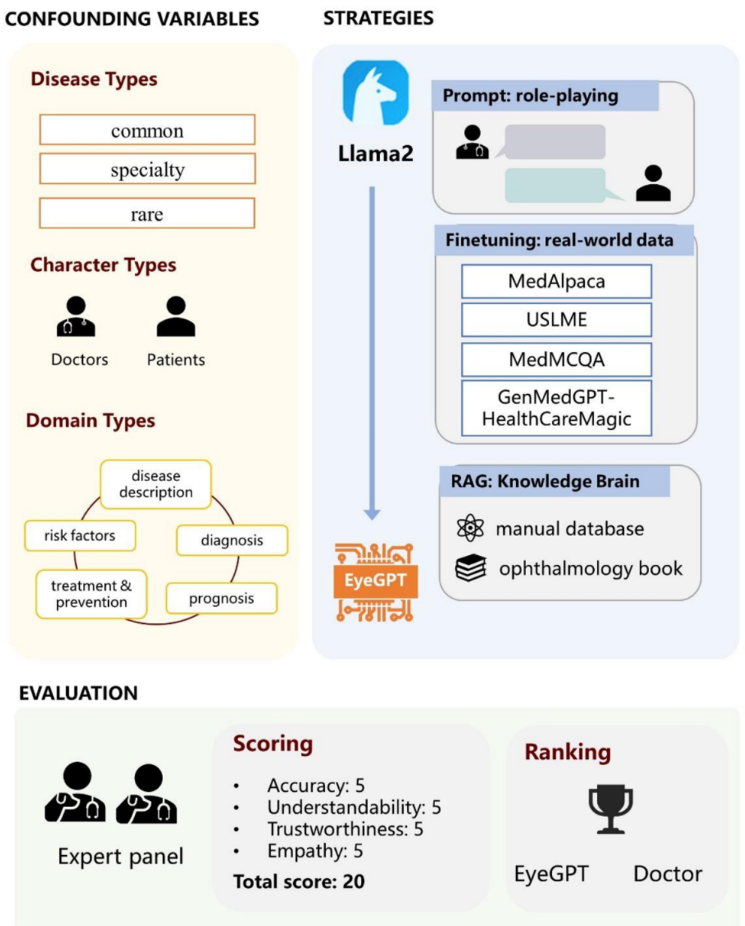 CONFOUNDING VARIABLES
Disease Types
common
specialty
rare
Character Types
Doctors
Patients
Domain Types
disease
description
risk factors
diagnosis
treatment &
prevention
prognosis
STRATEGIES
Llama2
Prompt: role-playing
Finetuning: real-world data
MedAlpaca
USLME
MedMCQA
GenMedGPT-
HealthCareMagic
RAG: Knowledge Brain
manual database
ophthalmology book
EyeGPT
EVALUATION
Expert panel
Scoring
• Accuracy: 5
• Understandability: 5
• Trustworthiness: 5
• Empathy: 5
Total score: 20
Ranking
EyeGPT Doctor